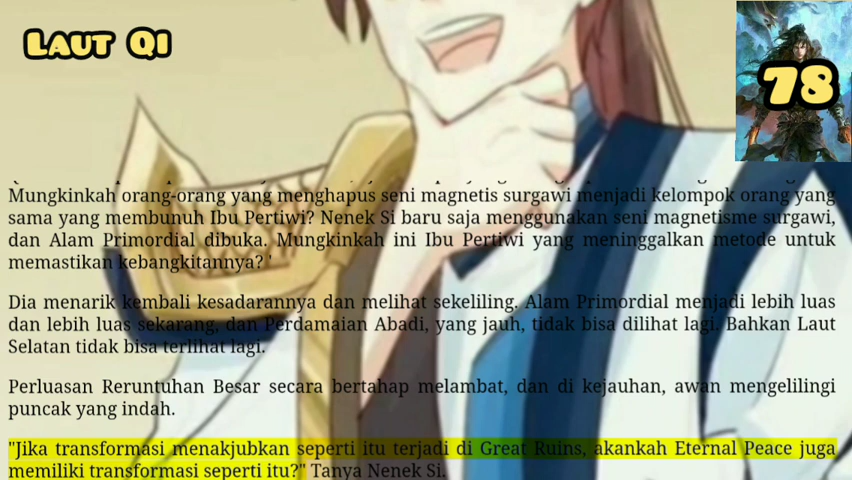 LAUT QI
78
Mungkinkah orang-orang yang menghapus seni magnetis surgawi menjadi kelompok orang yang
sama yang membunuh Ibu Pertiwi? Nenek Si baru saja menggunakan seni magnetisme surgawi,
dan Alam Primordial dibuka. Mungkinkah ini Ibu Pertiwi yang meninggalkan metode untuk
memastikan kebangkitannya? '
Dia menarik kembali kesadarannya dan melihat sekeliling. Alam Primordial menjadi lebih luas
dan lebih luas sekarang, dan Perdamaian Abadi, yang jauh, tidak bisa dilihat lagi. Bahkan Laut
Selatan tidak bisa terlihat lagi.
Perluasan Reruntuhan Besar secara bertahap melambat, dan di kejauhan, awan mengelilingi
puncak yang indah.
"Jika transformasi menakjubkan seperti itu terjadi di Great Ruins, akankah Eternal Peace juga
memiliki transformasi seperti itu?" Tanya Nenek Si.